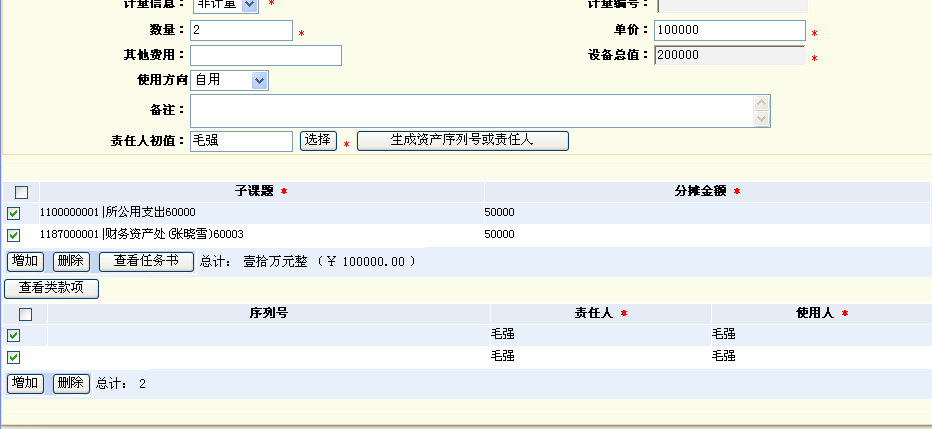 计量信息： 非计量 * 计量编号：
数量： 2 * 单价： 100000 *
其他费用： 设备总值： 200000 *
使用方向 自用
备注：
责任人初值： 毛强 选择 * 生成资产序列号或责任人
子课题 * 分摊金额 *
1100000001|所公用支出60000 50000
1187000001|财务资产处(张晓雪)60003 50000
增加 删除 查看任务书 总计： 壹拾万元整 （￥100000.00）
查看类款项
序列号 责任人 * 使用人 *
毛强 毛强
毛强 毛强
增加 删除 总计： 2